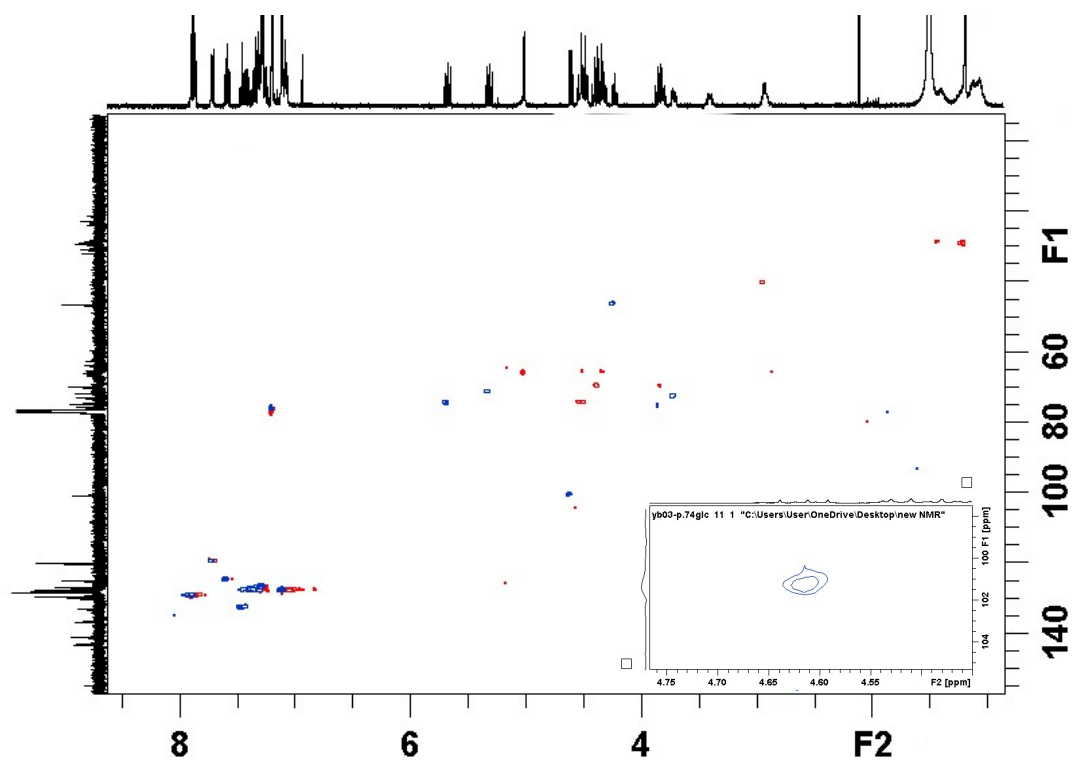 F1
60
80
100
140
yb03-p.74glc 11 1 "C:\Users\User\OneDrive\Desktop\new NMR"
100 F1 [ppm]
102
104
4.75 4.70 4.65 4.60 4.55 F2 [ppm]
8 6 4 F2